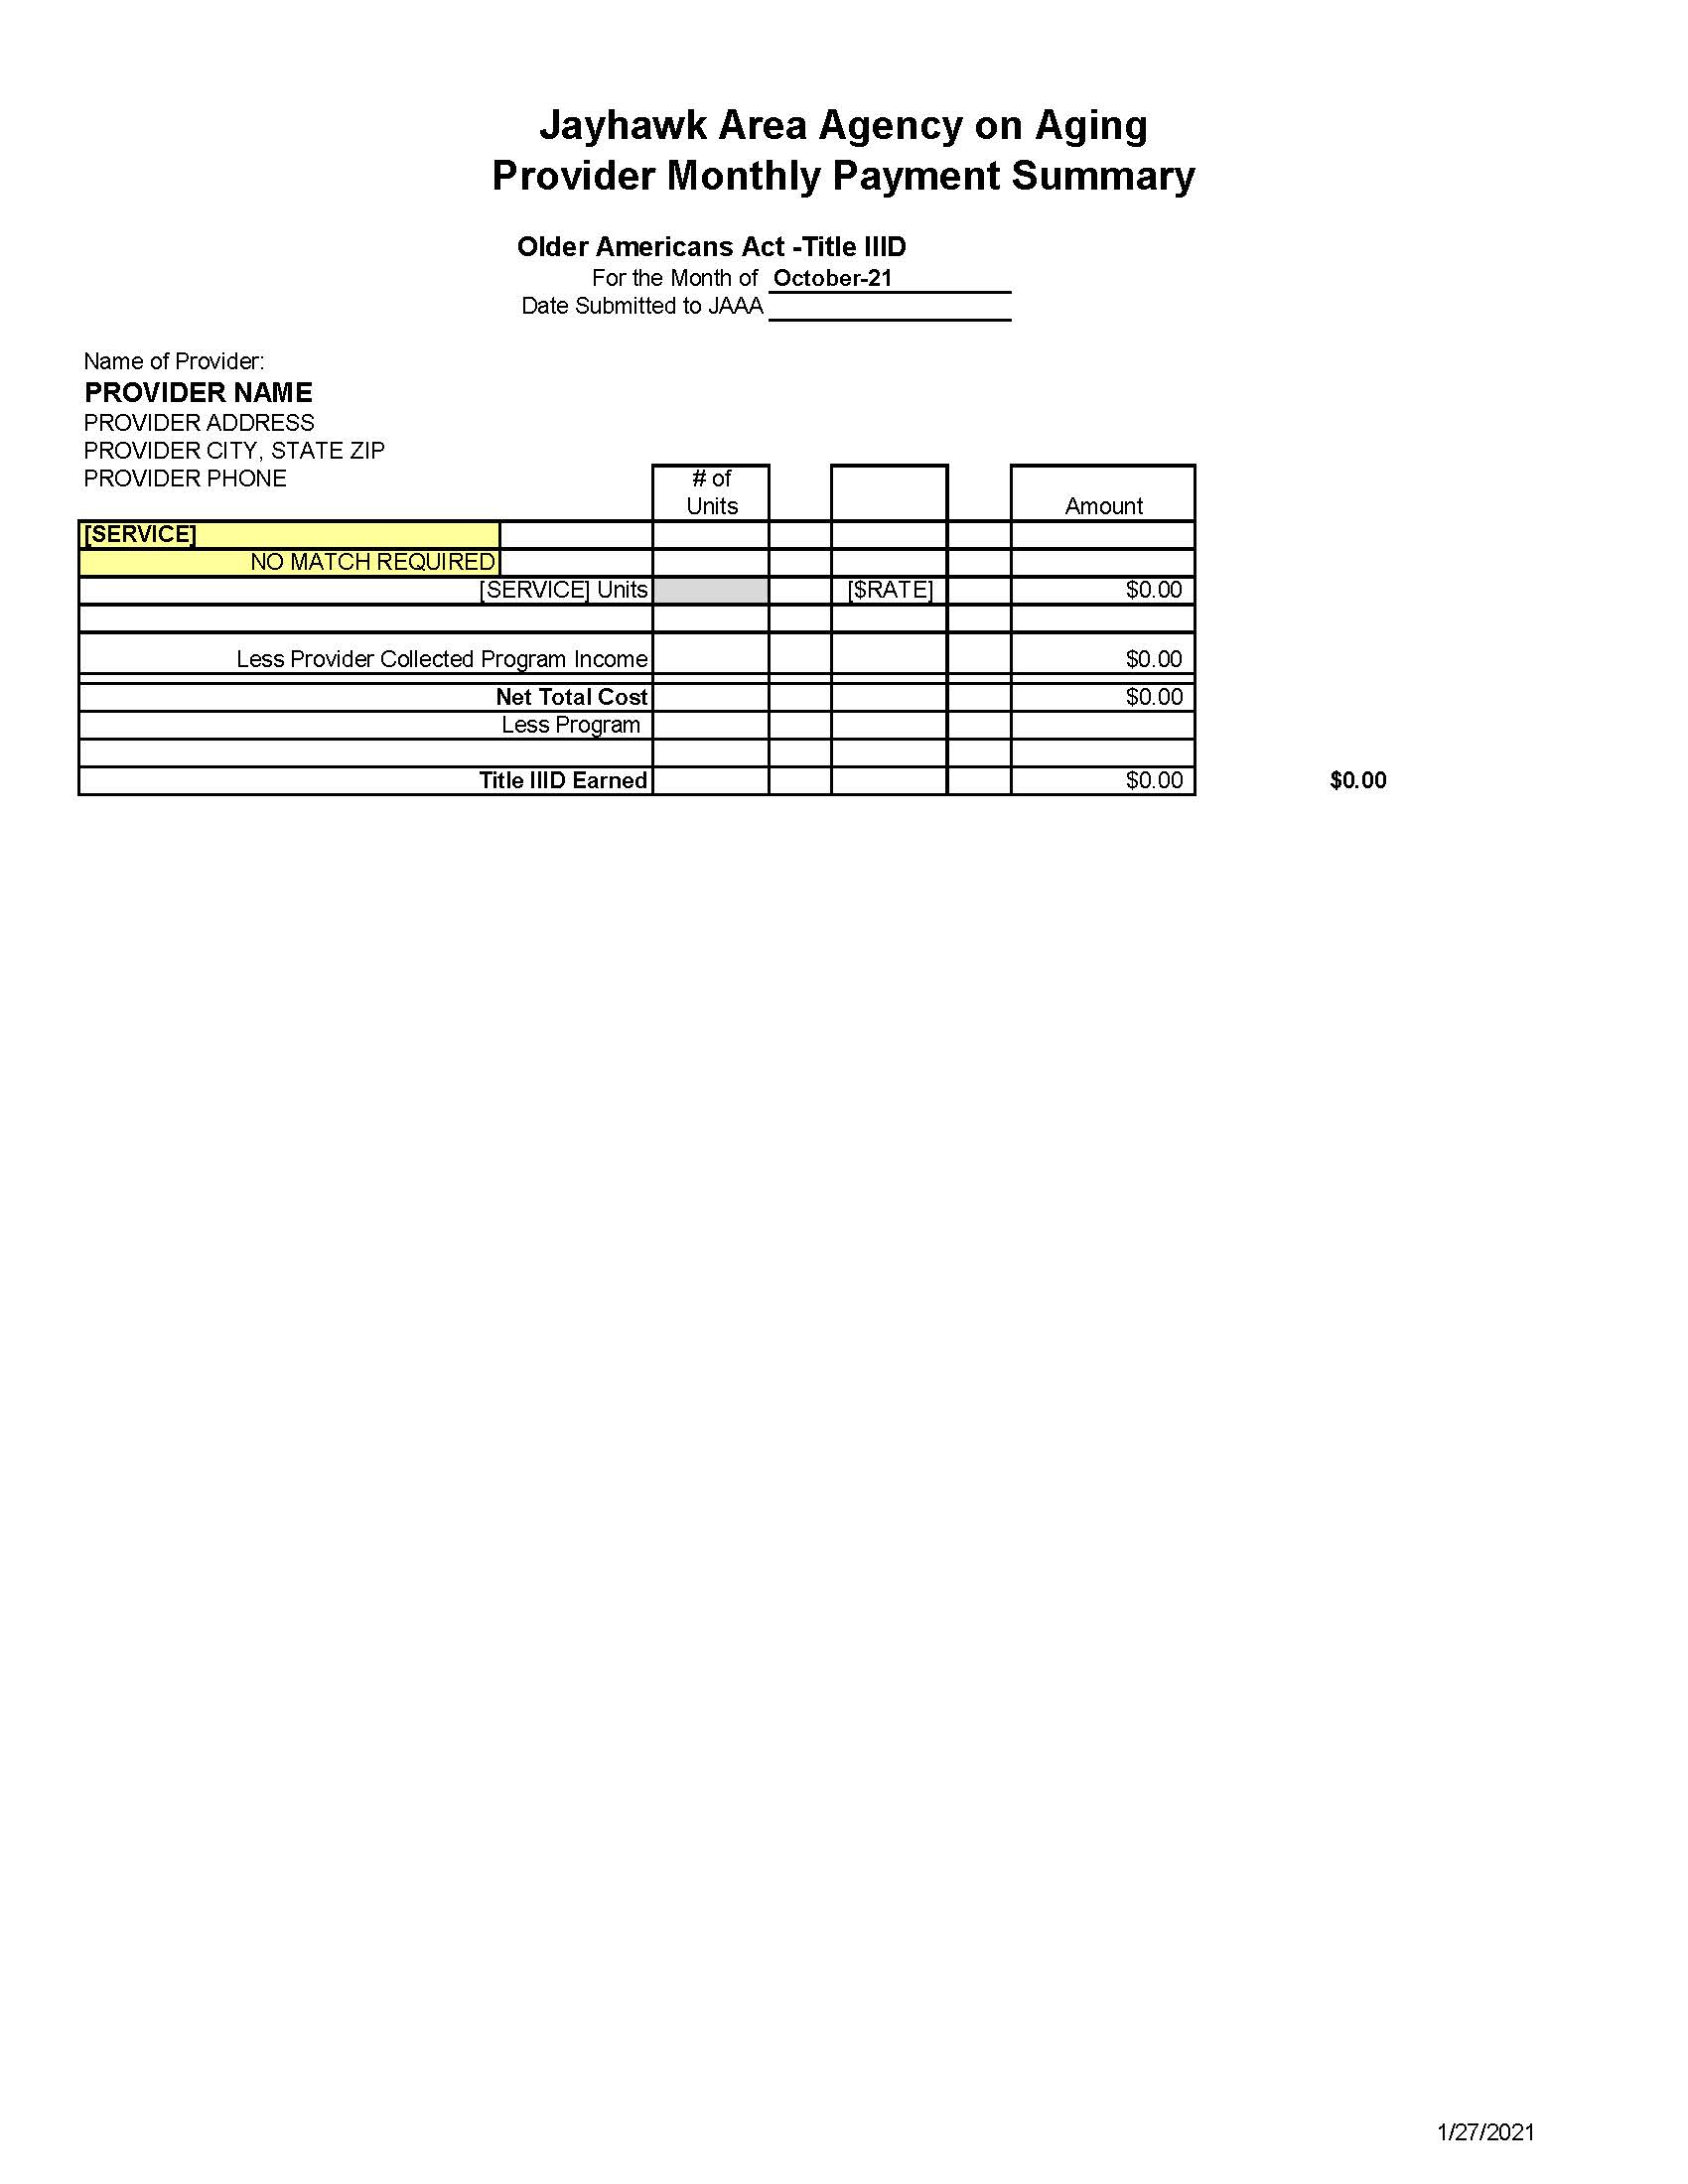 Jayhawk Area Agency on Aging
Provider Monthly Payment Summary
Older Americans Act -Title IIID
For the Month of October-21
Date Submitted to JAAA
Name of Provider:
PROVIDER NAME
PROVIDER ADDRESS
PROVIDER CITY, STATE ZIP
PROVIDER PHONE
# of
Units
Amount
[SERVICE]
NO MATCH REQUIRED
[SERVICE] Units [$RATE] $0.00
Less Provider Collected Program Income $0.00
Net Total Cost $0.00
Less Program
Title IIID Earned $0.00 $0.00
1/27/2021